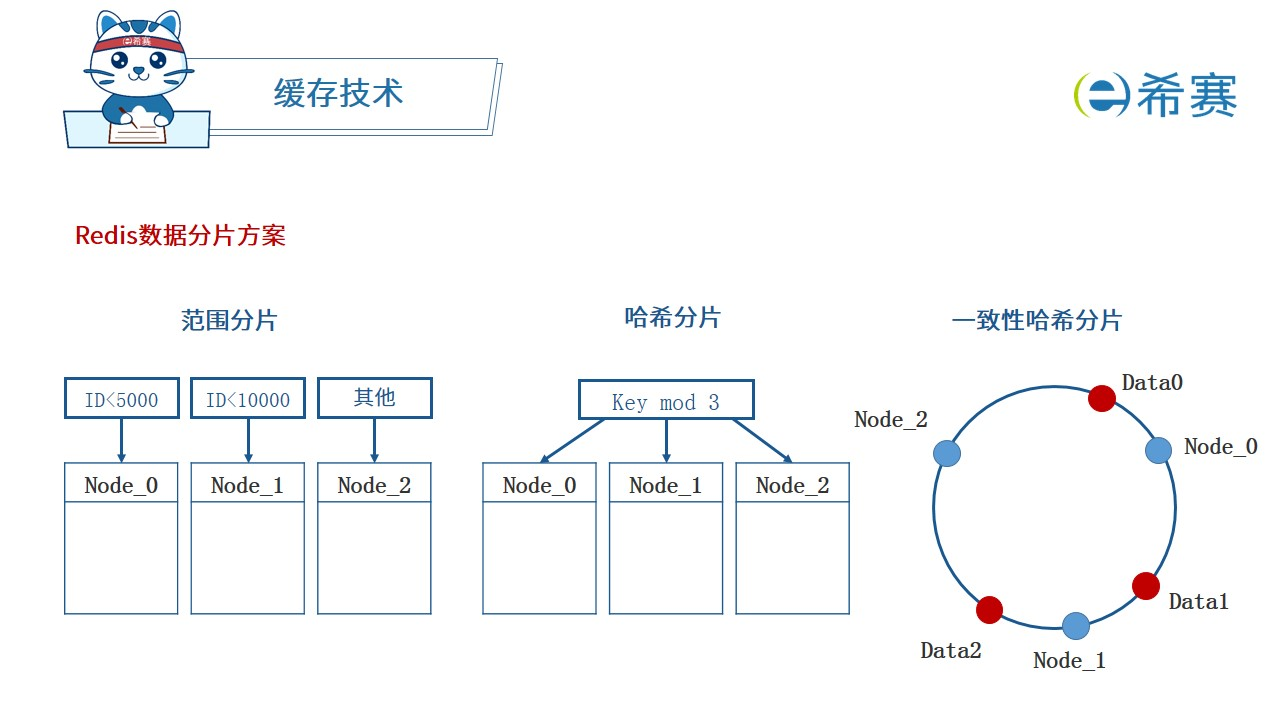 希赛
缓存技术
希赛
Redis数据分片方案
范围分片
哈希分片
一致性哈希分片
ID<5000
ID<10000
其他
Node_0
Node_1
Node_2
Key mod 3
Node_0
Node_1
Node_2
Data0
Node_2
Node_0
Data1
Data2
Node_1